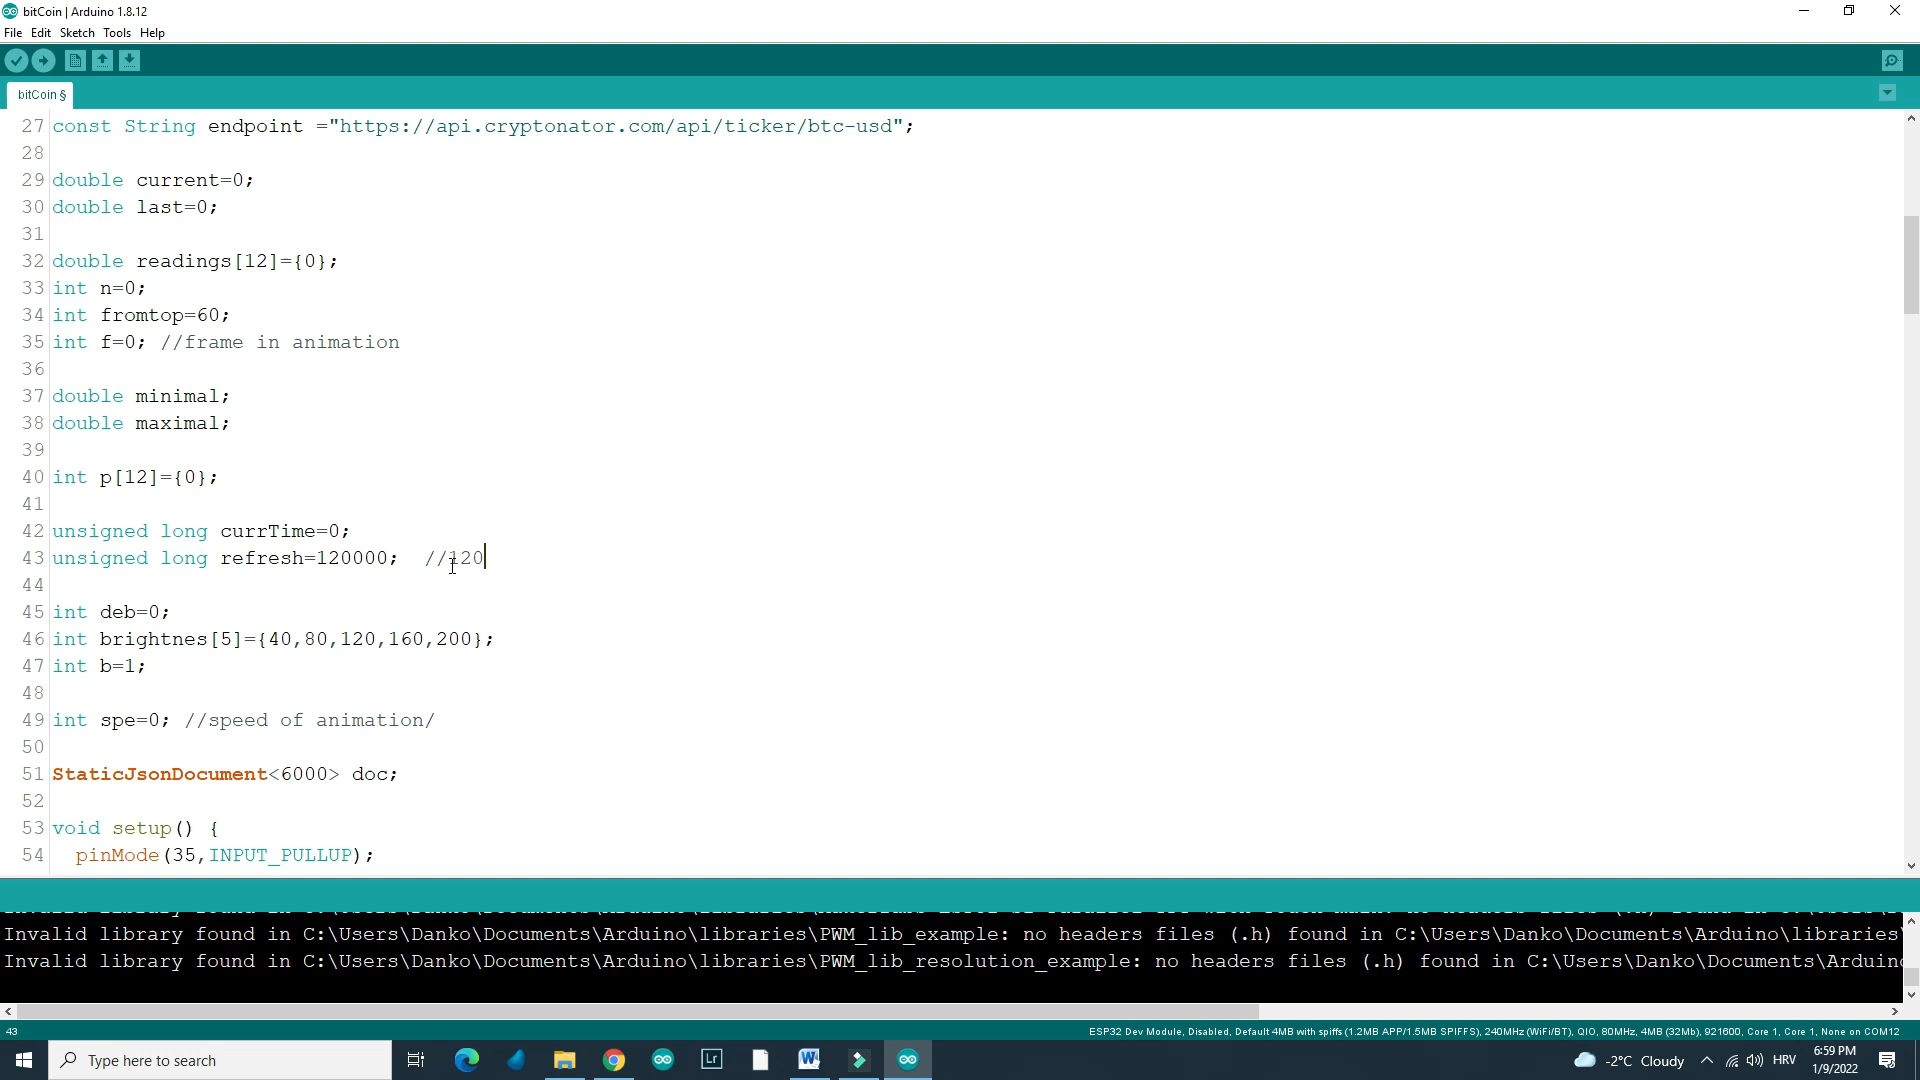 bitCoin | Arduino 1.8.12
File Edit Sketch Tools Help
bitCoin §
27 const String endpoint ="https://api.cryptonator.com/api/ticker/btc-usd";
28
29 double current=0;
30 double last=0;
31
32 double readings[12]={0};
33 int n=0;
34 int fromtop=60;
35 int f=0; //frame in animation
36
37 double minimal;
38 double maximal;
39
40 int p[12]={0};
41
42 unsigned long currTime=0;
43 unsigned long refresh=120000;  //120
44
45 int deb=0;
46 int brightnes[5]={40,80,120,160,200};
47 int b=1;
48
49 int spe=0; //speed of animation/
50
51 StaticJsonDocument<6000> doc;
52
53 void setup() {
54   pinMode(35,INPUT_PULLUP);
Invalid library found in C:\Users\Danko\Documents\Arduino\libraries\PWM_lib_example: no headers files (.h) found in C:\Users\Danko\Documents\Arduino\libraries\
Invalid library found in C:\Users\Danko\Documents\Arduino\libraries\PWM_lib_resolution_example: no headers files (.h) found in C:\Users\Danko\Documents\Arduino
43
ESP32 Dev Module, Disabled, Default 4MB with spiffs (1.2MB APP/1.5MB SPIFFS), 240MHz (WiFi/BT), QIO, 80MHz, 4MB (32Mb), 921600, Core 1, Core 1, None on COM12
Type here to search
Lr
W
-2°C Cloudy
HRV
6:59 PM
1/9/2022